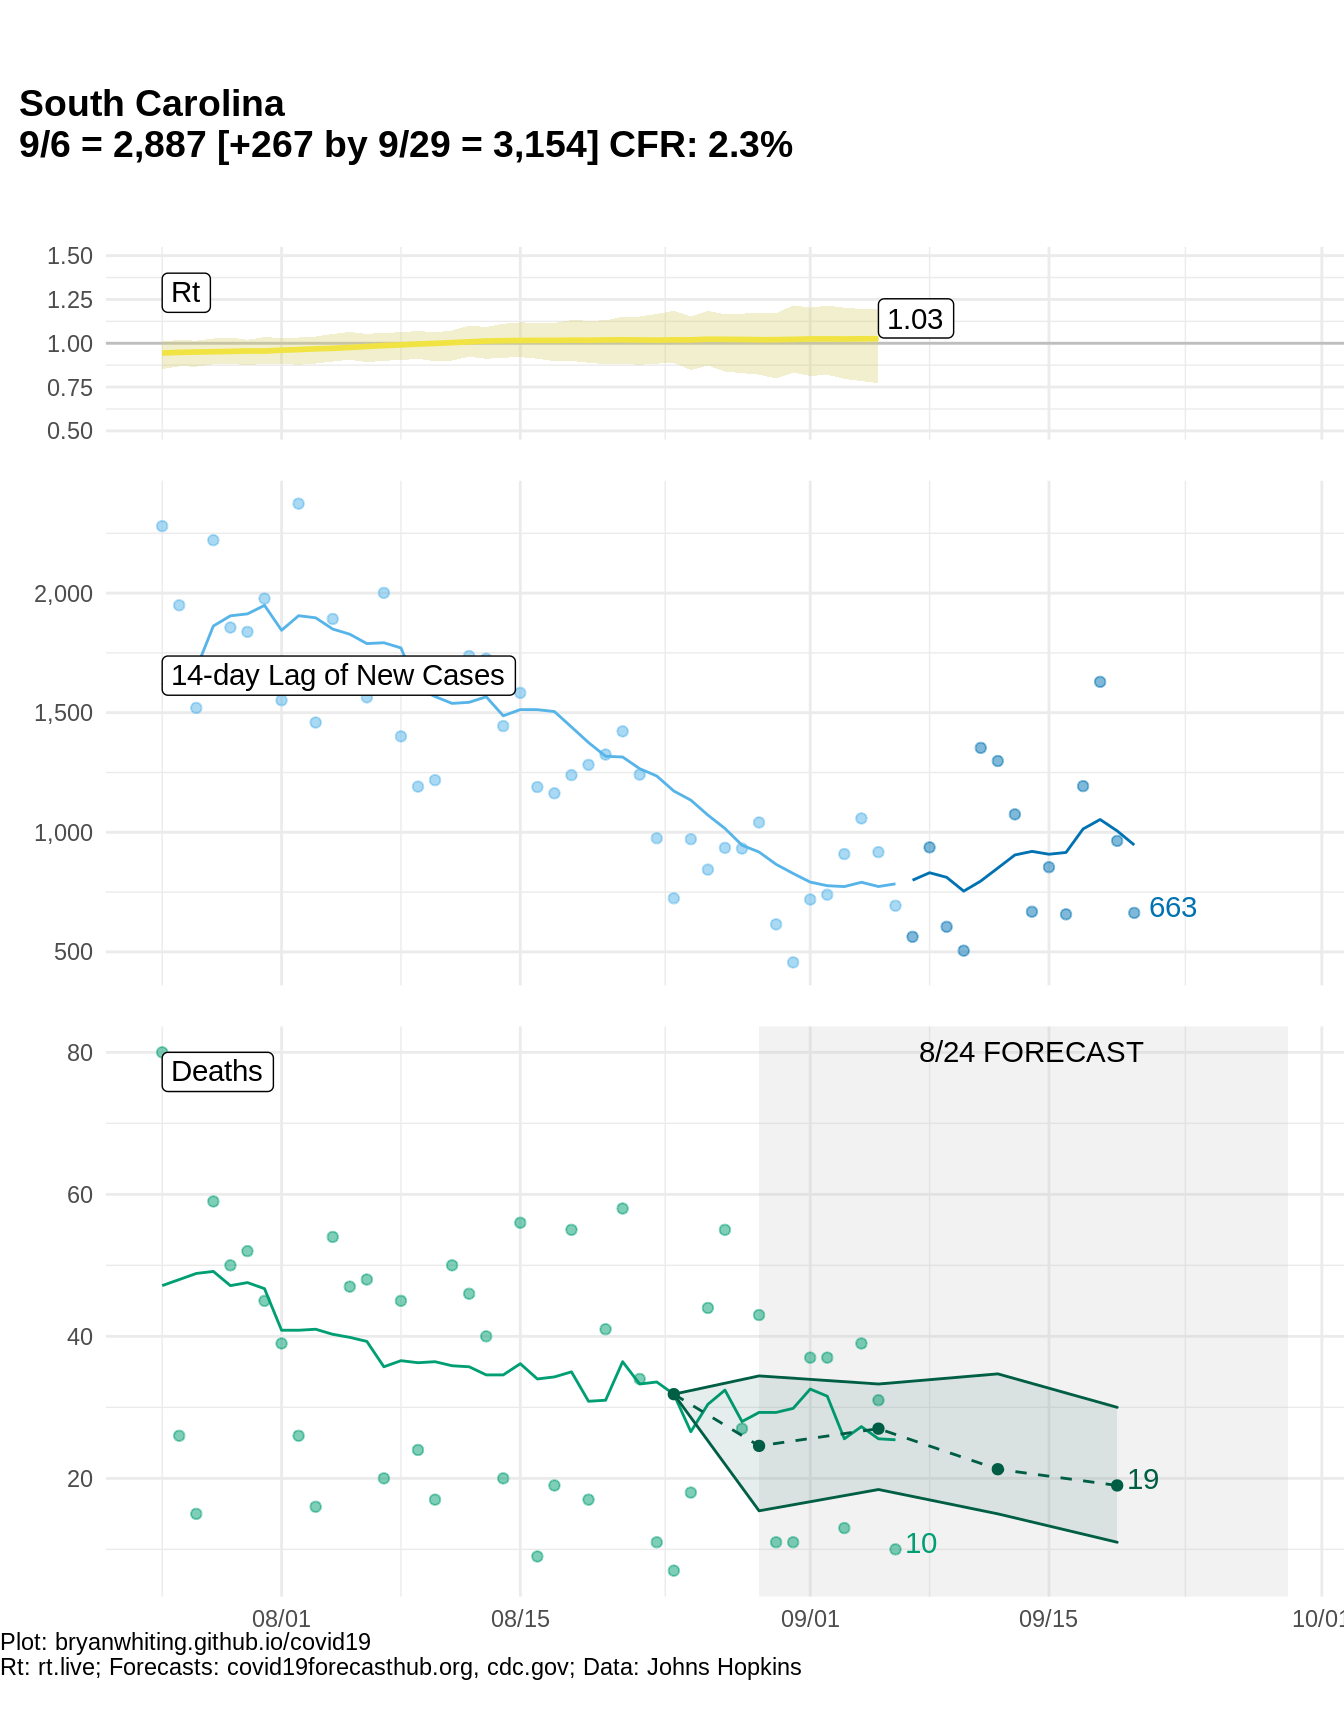 South Carolina
9/6 = 2,887 [+267 by 9/29 = 3,154] CFR: 2.3%
1.50
1.25
1.00
0.75
0.50
Rt
1.03
2,000
1,500
1,000
500
14-day Lag of New Cases
663
80
60
40
20
Deaths
8/24 FORECAST
19
10
08/01
08/15
09/01
09/15
10/01
Plot: bryanwhiting.github.io/covid19
Rt: rt.live; Forecasts: covid19forecasthub.org, cdc.gov; Data: Johns Hopkins